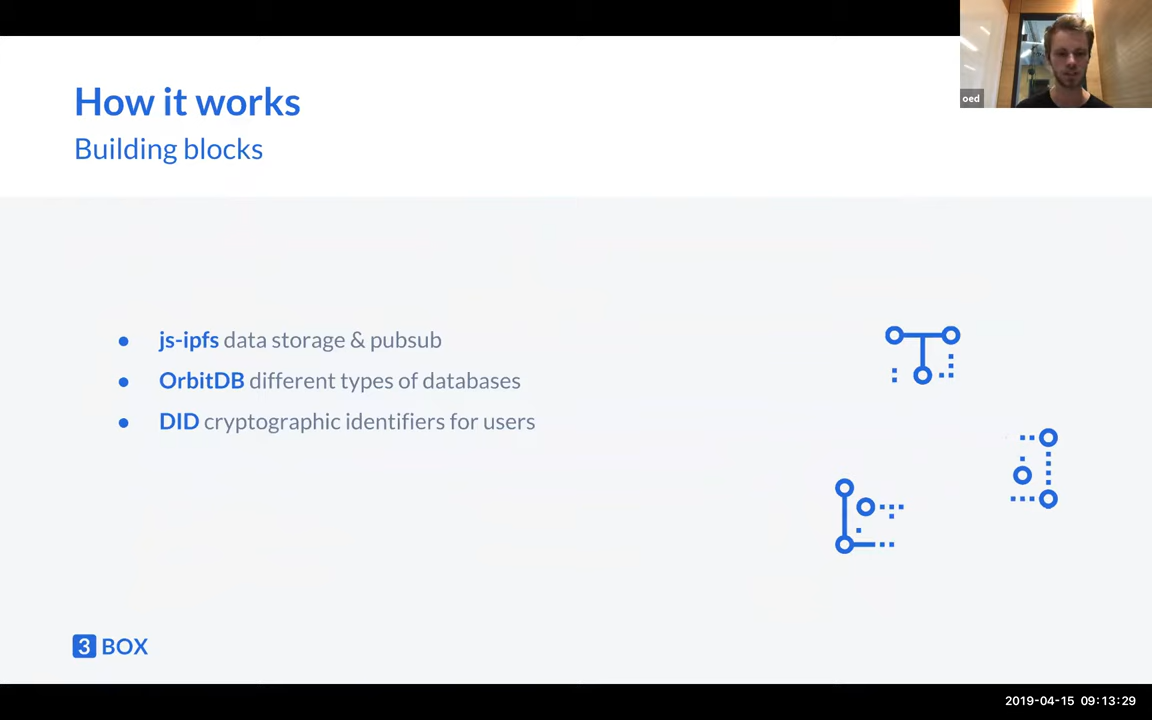 oed
How it works
Building blocks
● js-ipfs data storage & pubsub
● OrbitDB different types of databases
● DID cryptographic identifiers for users
3 BOX
2019-04-15 09:13:29